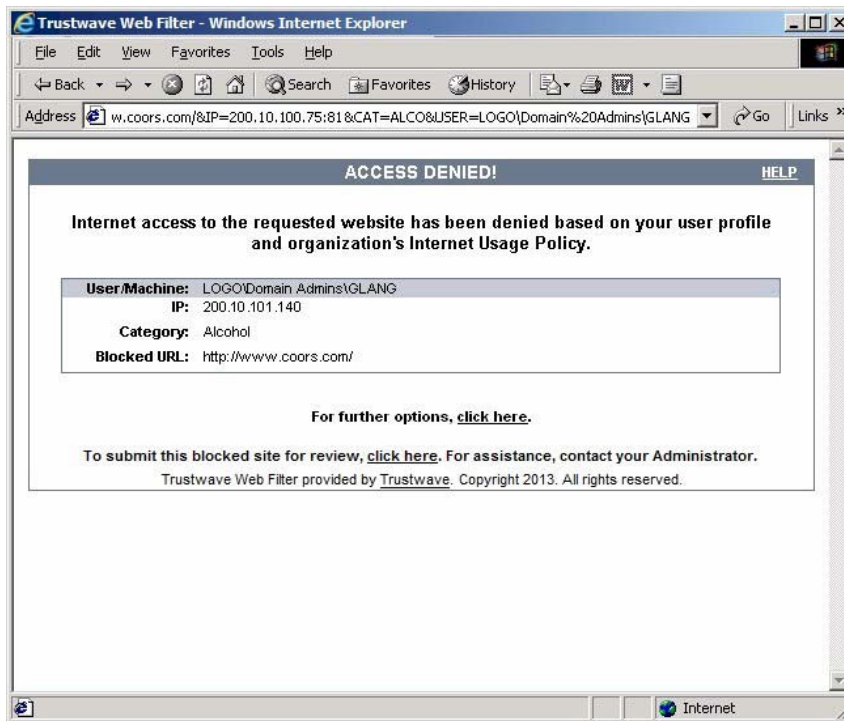 Trustwave Web Filter - Windows Internet Explorer
File Edit View Favorites Tools Help
Back Search Favorites History
Address w.coors.com/&IP=200.10.100.75:81&CAT=ALCO&USER=LOGO\Domain%20Admins\GLANG Go Links »
ACCESS DENIED! HELP
Internet access to the requested website has been denied based on your user profile
and organization's Internet Usage Policy.
User/Machine: LOGO\Domain Admins\GLANG
IP: 200.10.101.140
Category: Alcohol
Blocked URL: http://www.coors.com/
For further options, click here.
To submit this blocked site for review, click here. For assistance, contact your Administrator.
Trustwave Web Filter provided by Trustwave. Copyright 2013. All rights reserved.
Internet